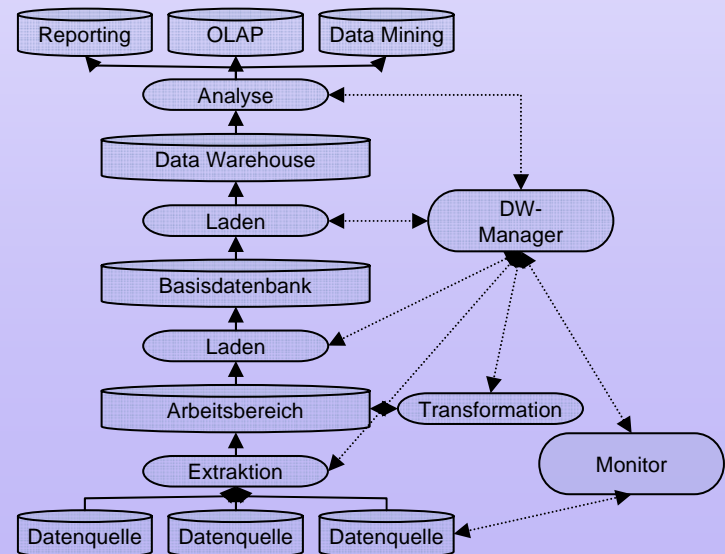 Reporting
OLAP
Data Mining
Analyse
Data Warehouse
Laden
DW-
Manager
Basisdatenbank
Laden
Arbeitsbereich
Transformation
Extraktion
Monitor
Datenquelle
Datenquelle
Datenquelle